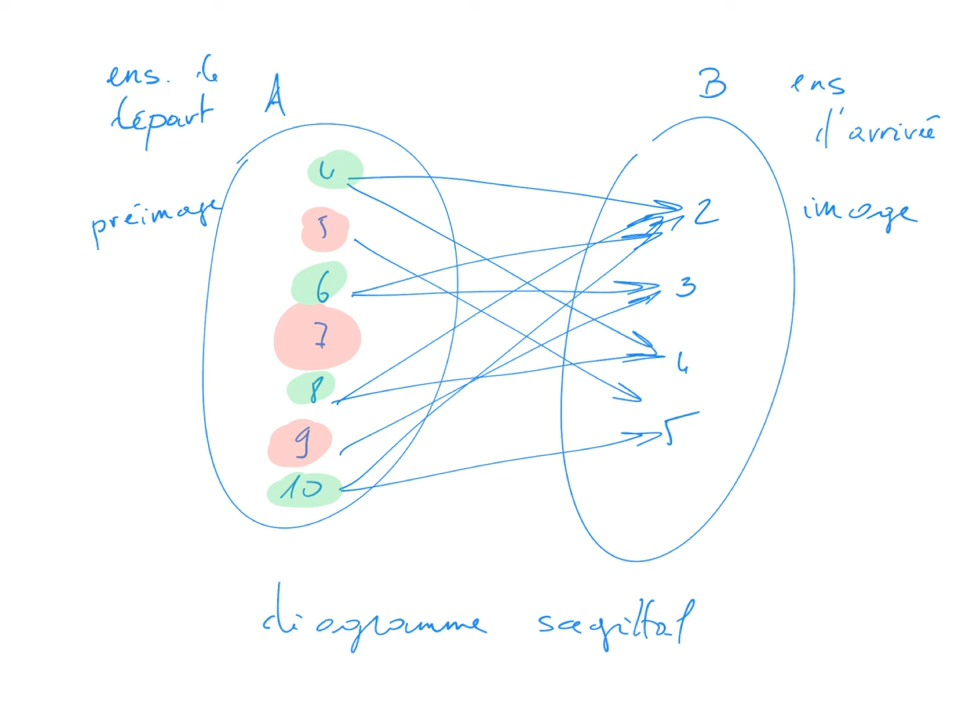 ens. de
départ
A
B
ens
d'arrivée
préimage
image
4
5
6
7
8
9
10
2
3
4
5
diagramme sagittal